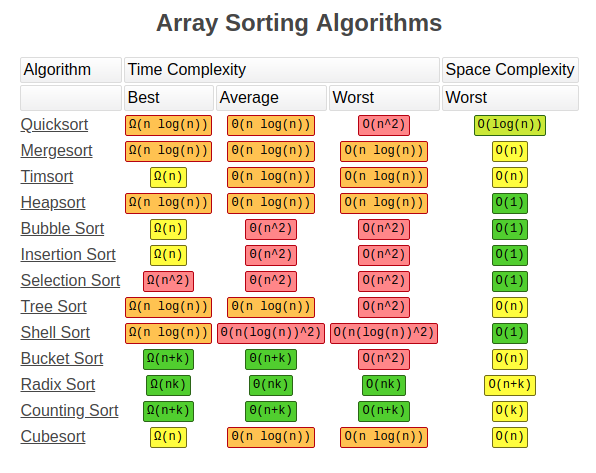 Array Sorting Algorithms
Algorithm Time Complexity Space Complexity
Best Average Worst Worst
Quicksort Ω(n log(n)) Θ(n log(n)) O(n^2) O(log(n))
Mergesort Ω(n log(n)) Θ(n log(n)) O(n log(n)) O(n)
Timsort Ω(n) Θ(n log(n)) O(n log(n)) O(n)
Heapsort Ω(n log(n)) Θ(n log(n)) O(n log(n)) O(1)
Bubble Sort Ω(n) Θ(n^2) O(n^2) O(1)
Insertion Sort Ω(n) Θ(n^2) O(n^2) O(1)
Selection Sort Ω(n^2) Θ(n^2) O(n^2) O(1)
Tree Sort Ω(n log(n)) Θ(n log(n)) O(n^2) O(n)
Shell Sort Ω(n log(n)) Θ(n(log(n))^2) O(n(log(n))^2) O(1)
Bucket Sort Ω(n+k) Θ(n+k) O(n^2) O(n)
Radix Sort Ω(nk) Θ(nk) O(nk) O(n+k)
Counting Sort Ω(n+k) Θ(n+k) O(n+k) O(k)
Cubesort Ω(n) Θ(n log(n)) O(n log(n)) O(n)